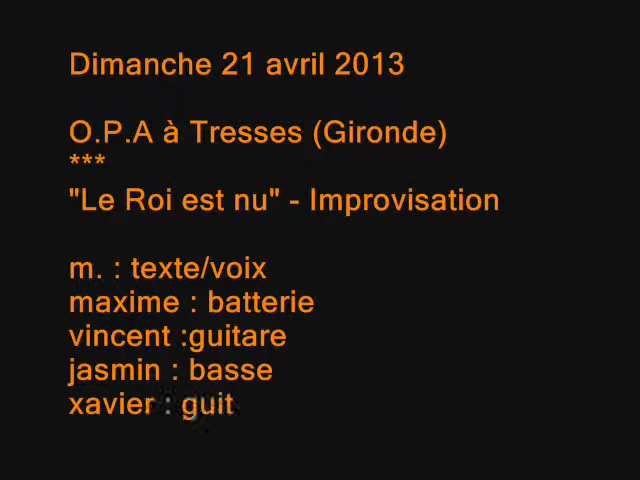 Dimanche 21 avril 2013
O.P.A à Tresses (Gironde)
***
"Le Roi est nu" - Improvisation
m. : texte/voix
maxime : batterie
vincent :guitare
jasmin : basse
xavier : guit